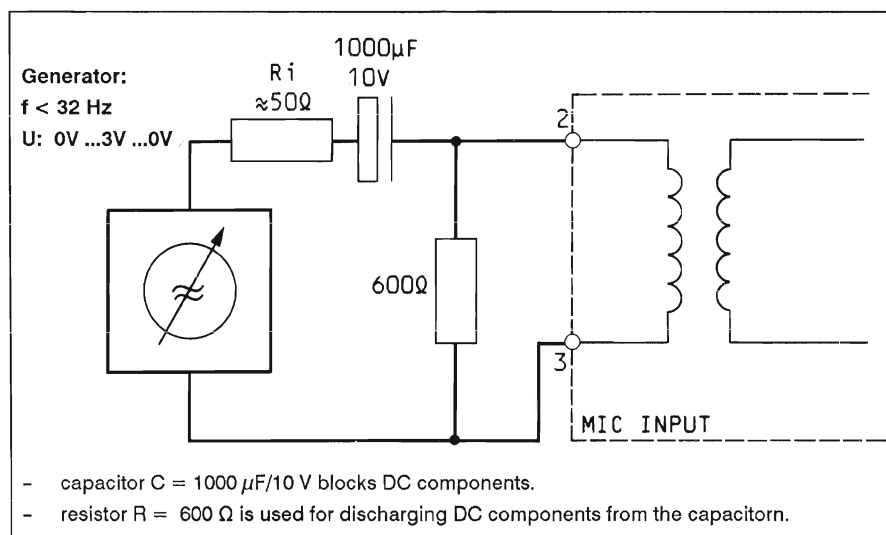 1000µF
10V
Ri
≈50Ω
Generator:
f < 32 Hz
U: 0V ...3V ...0V
2
600Ω
3
MIC INPUT
- capacitor C = 1000 µF/10 V blocks DC components.
- resistor R = 600 Ω is used for discharging DC components from the capacitorn.